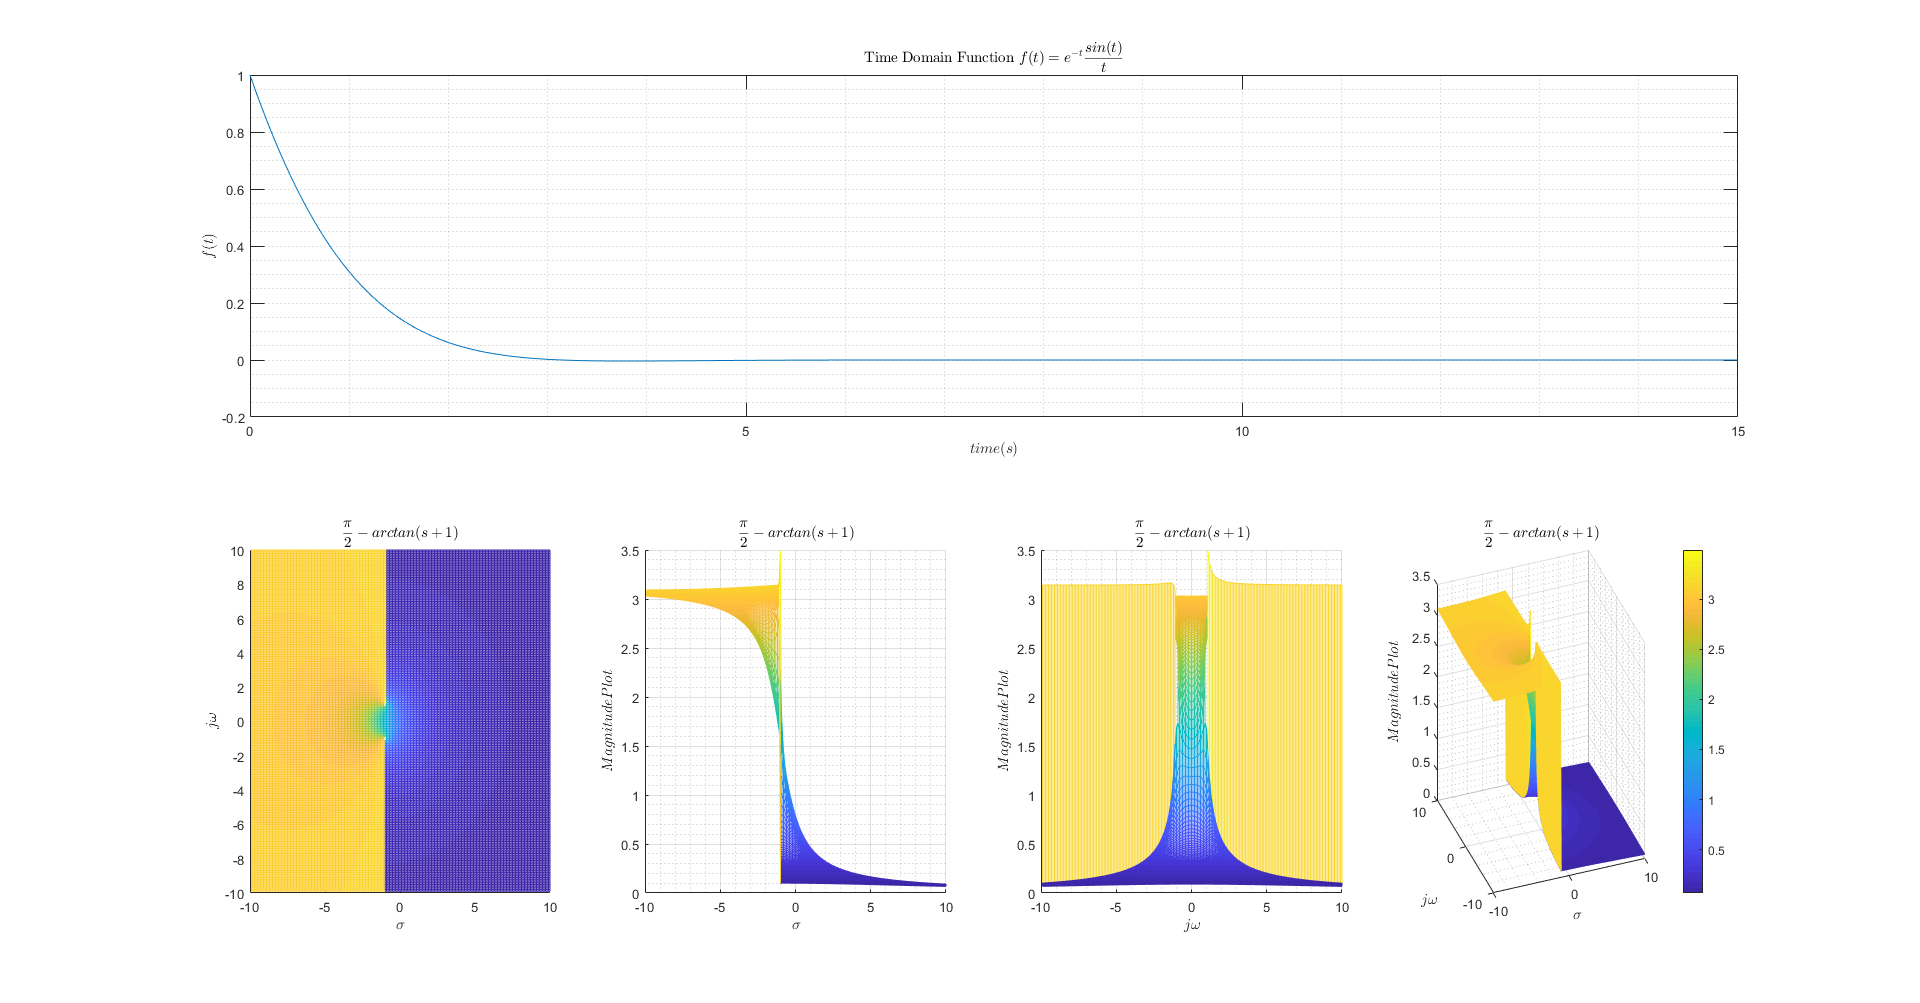 Time Domain Function f(t) = e^{-t} \frac{sin(t)}{t}
1
0.8
0.6
0.4
0.2
0
-0.2
f(t)
0 5 10 15
time(s)
\frac{π}{2} − arctan(s + 1)
10
8
6
4
2
0
-2
-4
-6
-8
-10
jω
-10 -5 0 5 10
σ
\frac{π}{2} − arctan(s + 1)
3.5
3
2.5
2
1.5
1
0.5
0
MagnitudePlot
-10 -5 0 5 10
σ
\frac{π}{2} − arctan(s + 1)
3.5
3
2.5
2
1.5
1
0.5
0
MagnitudePlot
-10 -5 0 5 10
jω
\frac{π}{2} − arctan(s + 1)
3.5
3
2.5
2
1.5
1
0.5
0
MagnitudePlot
10
0
-10
jω
-10
0
10
σ
3
2.5
2
1.5
1
0.5